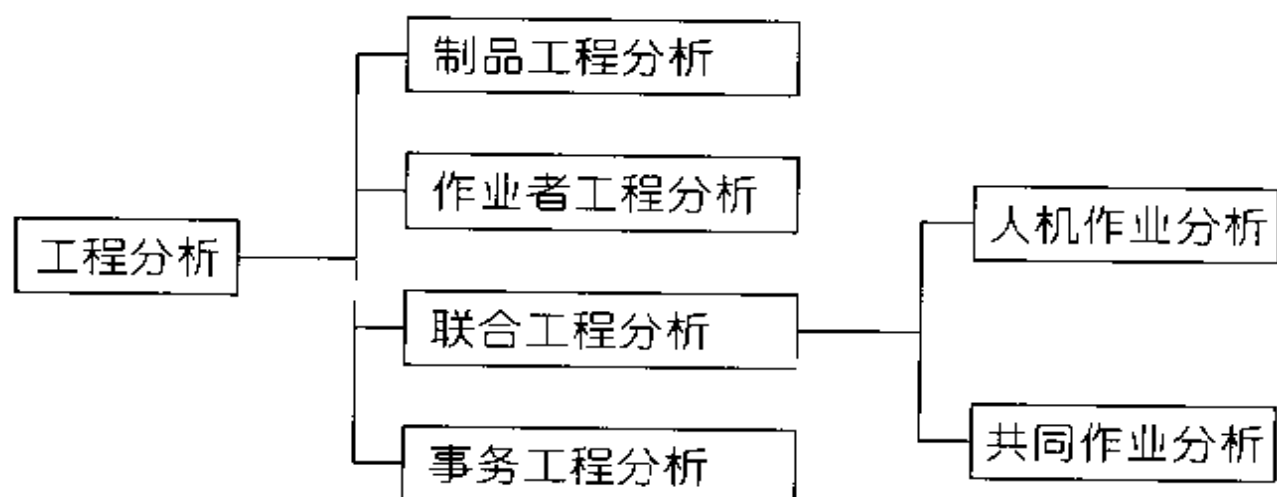 制品工程分析
作业者工程分析
工程分析
人机作业分析
联合工程分析
共同作业分析
事务工程分析